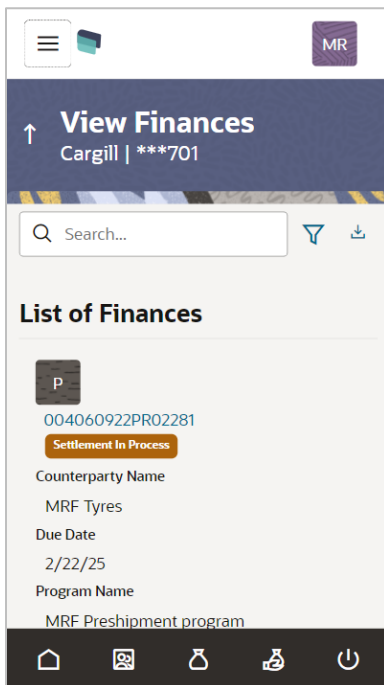 MR
View Finances
Cargill | ***701
Search...
List of Finances
P
004060922PR02281
Settlement In Process
Counterparty Name
MRF Tyres
Due Date
2/22/25
Program Name
MRF Preshipment program